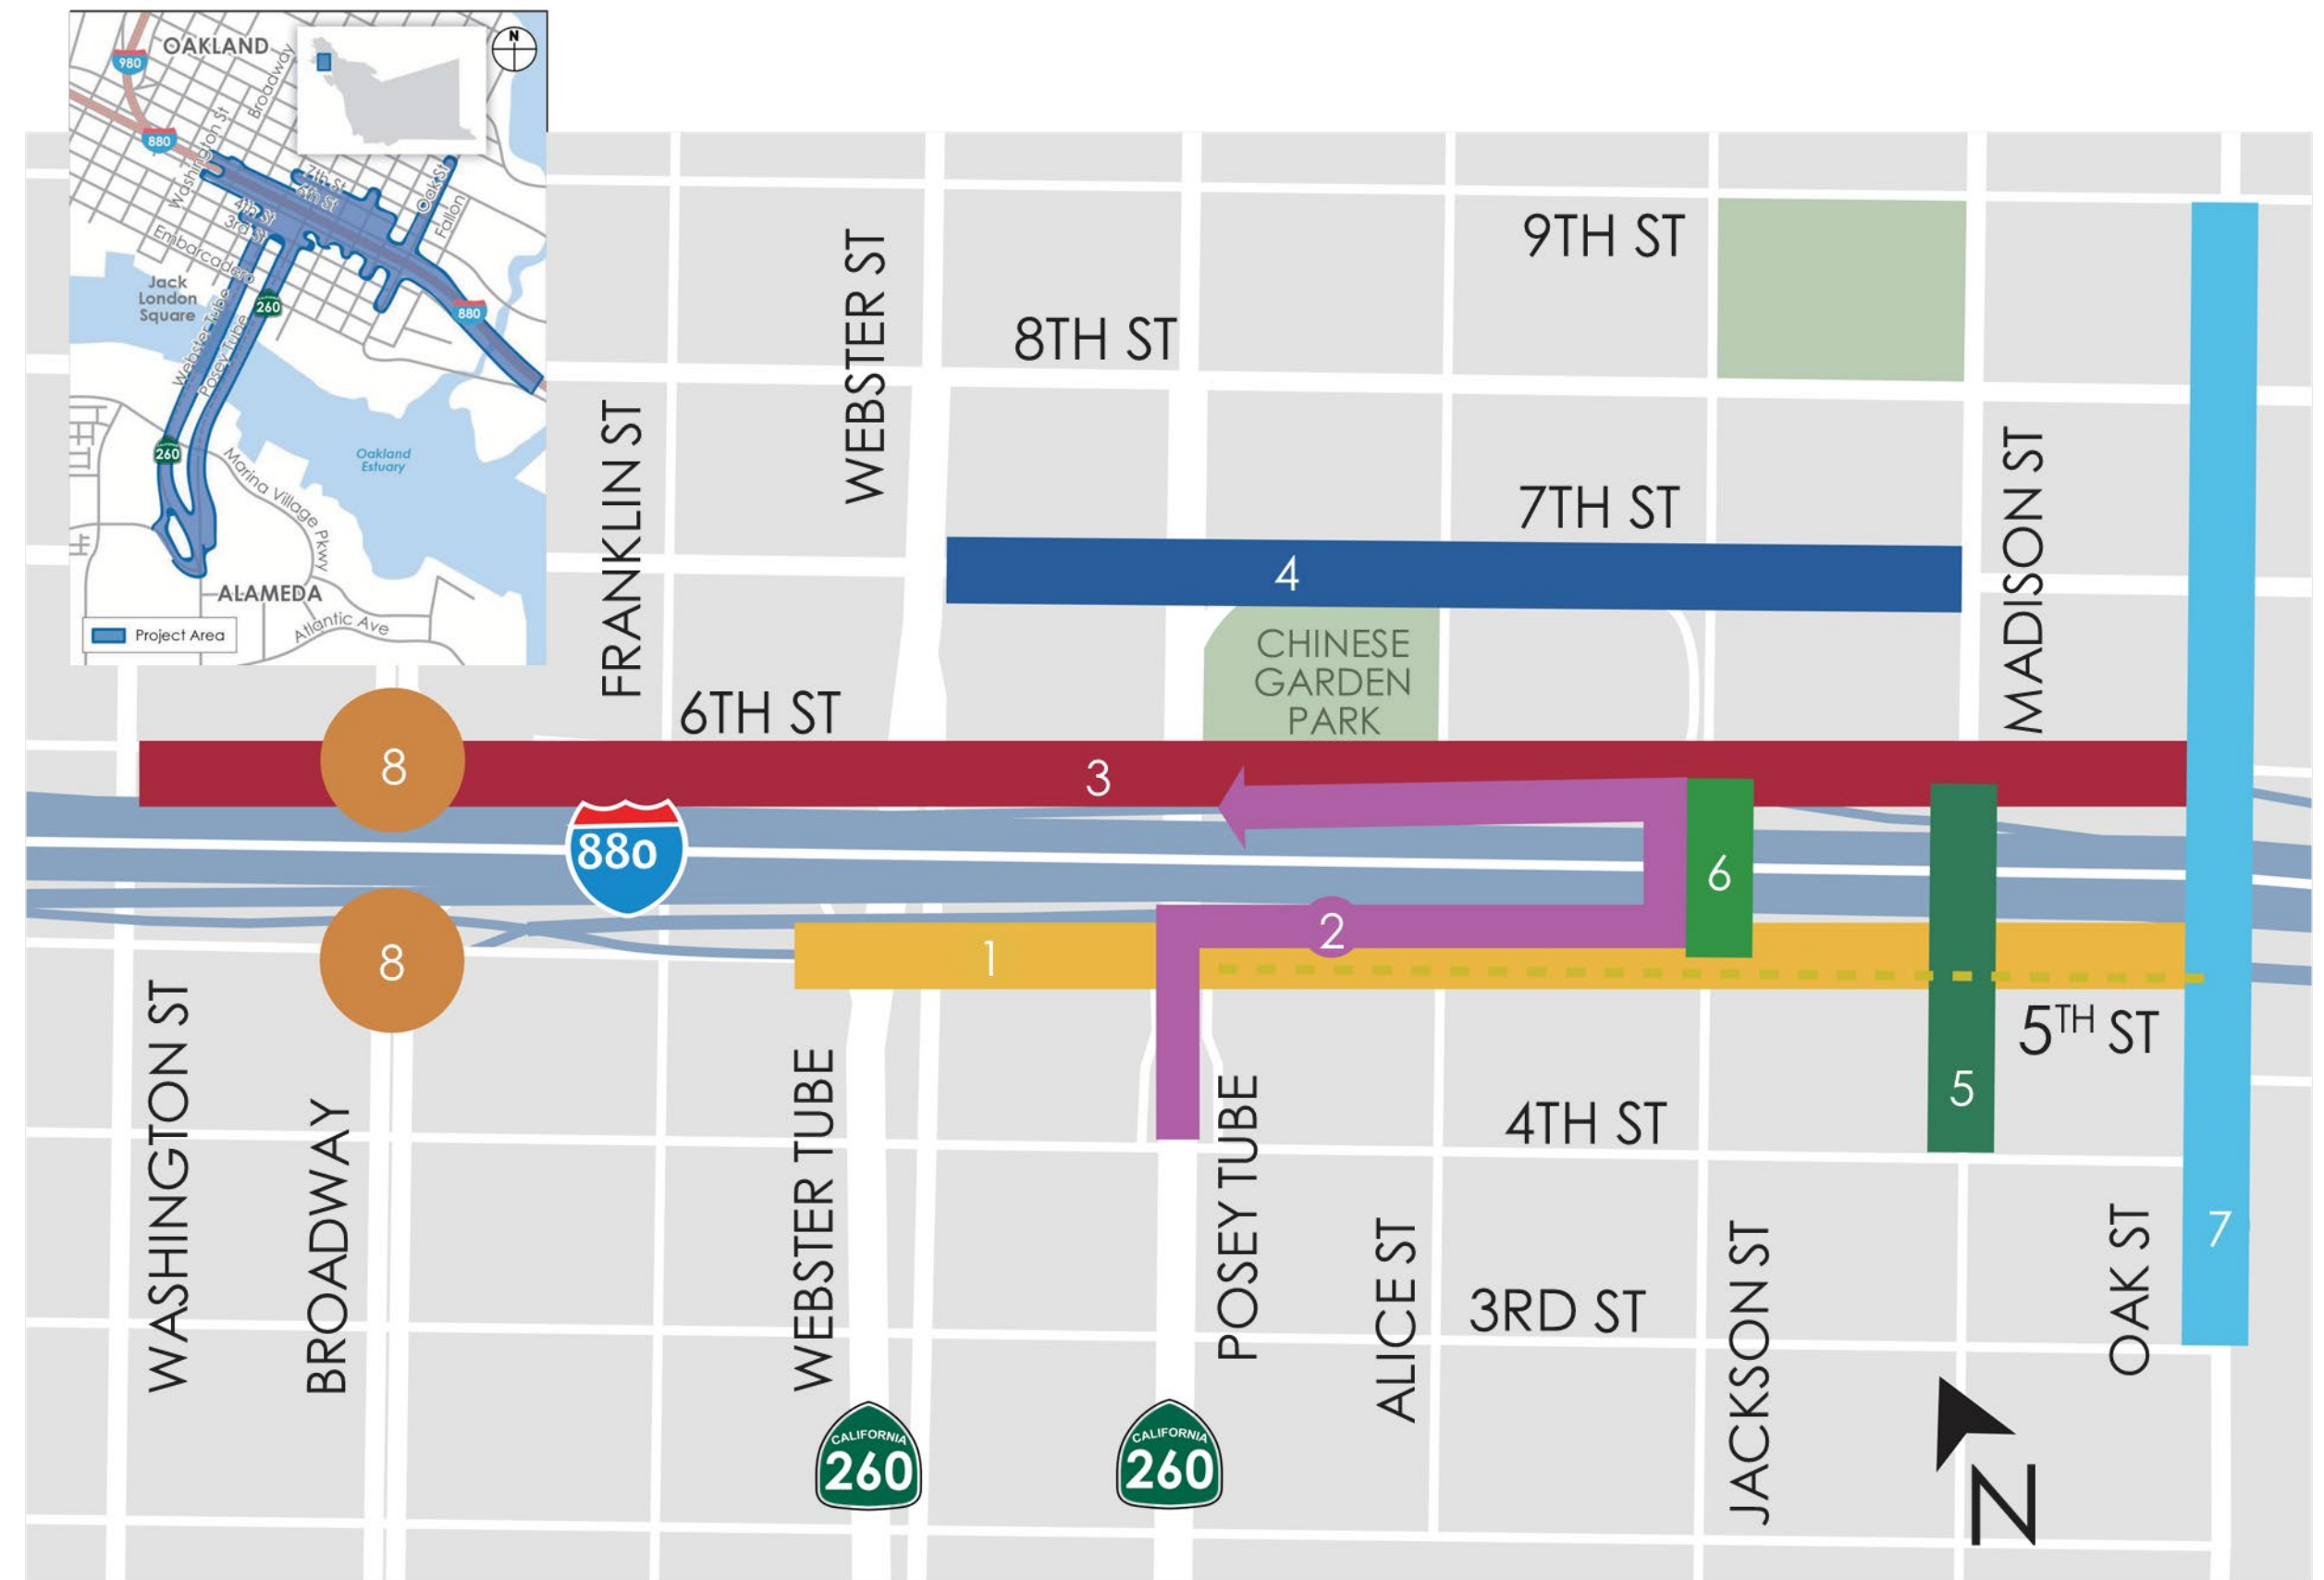 OAKLAND
N
980
Broadway
880
Washington St
7th St
6th St
Oak St
Fallon
4th St
3rd St
Embarcadero
Jack
London
Square
260
880
Webster Tube
Posey Tube
260
Marina Village Pkwy
Oakland
Estuary
ALAMEDA
Atlantic Ave
Project Area
9TH ST
WEBSTER ST
8TH ST
FRANKLIN ST
MADISON ST
7TH ST
4
CHINESE
GARDEN
PARK
6TH ST
8
3
880
6
2
8
1
5TH ST
WASHINGTON ST
BROADWAY
WEBSTER TUBE
POSEY TUBE
4TH ST
5
ALICE ST
3RD ST
JACKSON ST
OAK ST
7
CALIFORNIA
260
CALIFORNIA
260
N